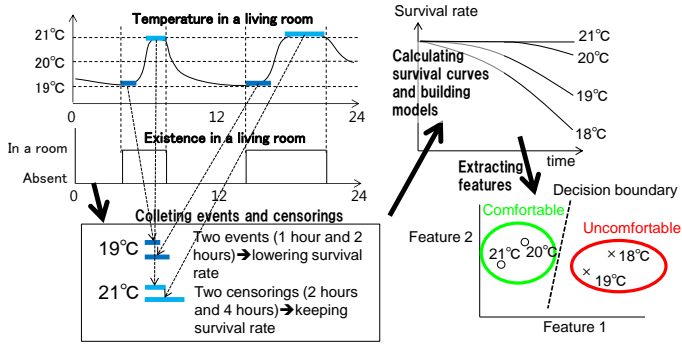 Temperature in a living room
21℃
20℃
19℃
0
12
24
Existence in a living room
In a room
Absent
0
12
24
Colleting events and censorings
19℃
Two events (1 hour and 2
hours)➔lowering survival
rate
21℃
Two censorings (2 hours
and 4 hours)➔keeping
survival rate
Survival rate
21℃
20℃
19℃
18℃
Calculating
survival curves
and building
models
time
Extracting
features
Decision boundary
Comfortable
Uncomfortable
Feature 2
21℃
20℃
18℃
19℃
Feature 1